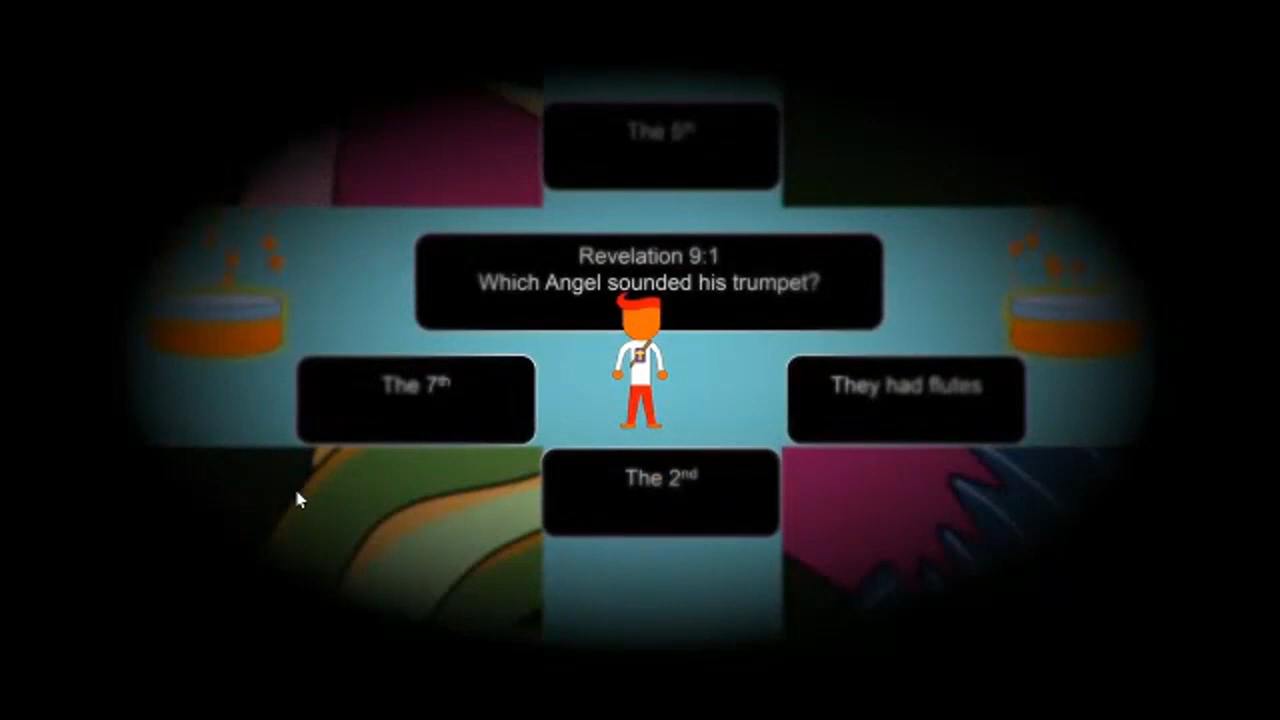 The 5th
Revelation 9:1
Which Angel sounded his trumpet?
The 7th
They had flutes
The 2nd